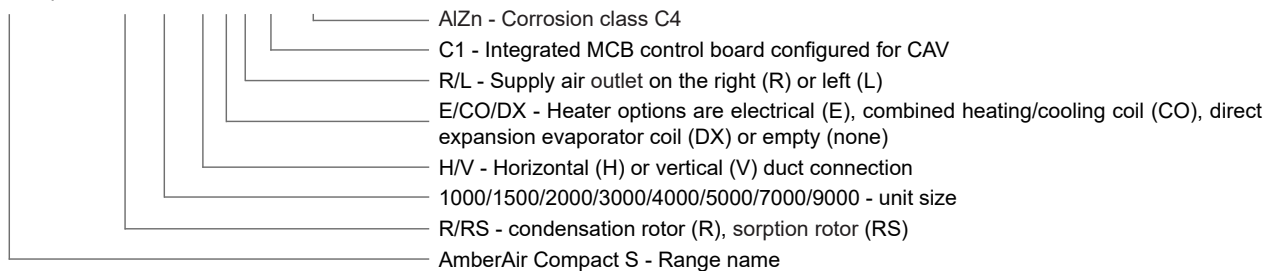 AlZn - Corrosion class C4
C1 - Integrated MCB control board configured for CAV
R/L - Supply air outlet on the right (R) or left (L)
E/CO/DX - Heater options are electrical (E), combined heating/cooling coil (CO), direct
expansion evaporator coil (DX) or empty (none)
H/V - Horizontal (H) or vertical (V) duct connection
1000/1500/2000/3000/4000/5000/7000/9000 - unit size
R/RS - condensation rotor (R), sorption rotor (RS)
AmberAir Compact S - Range name